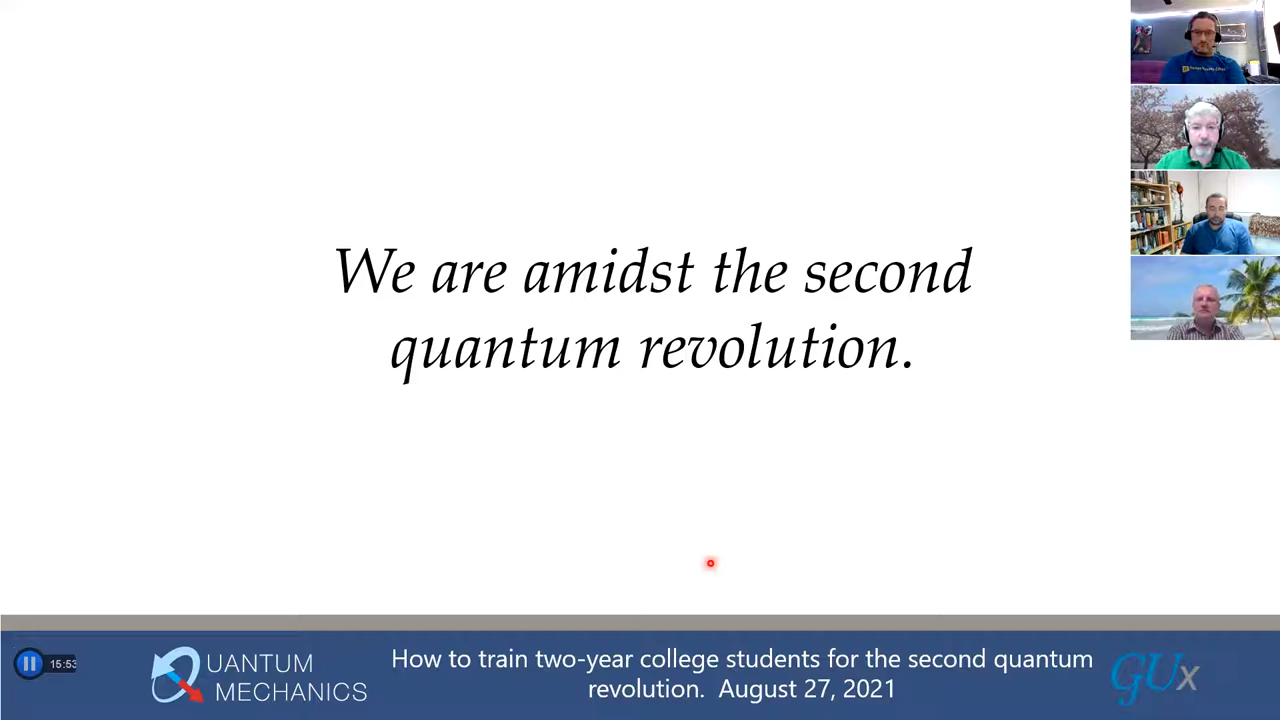 We are amidst the second
quantum revolution.
15:53
QUANTUM
MECHANICS
How to train two-year college students for the second quantum
revolution. August 27, 2021
GUx